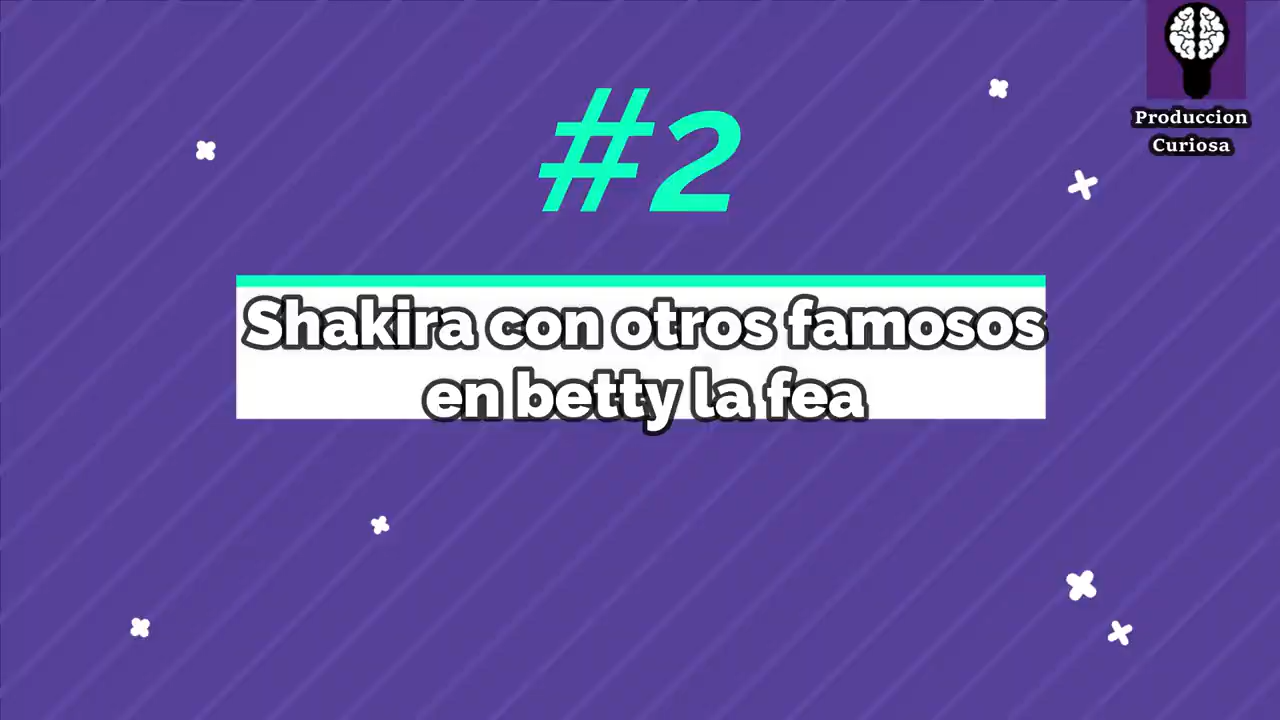 #2
Produccion
Curiosa
Shakira con otros famosos
en betty la fea